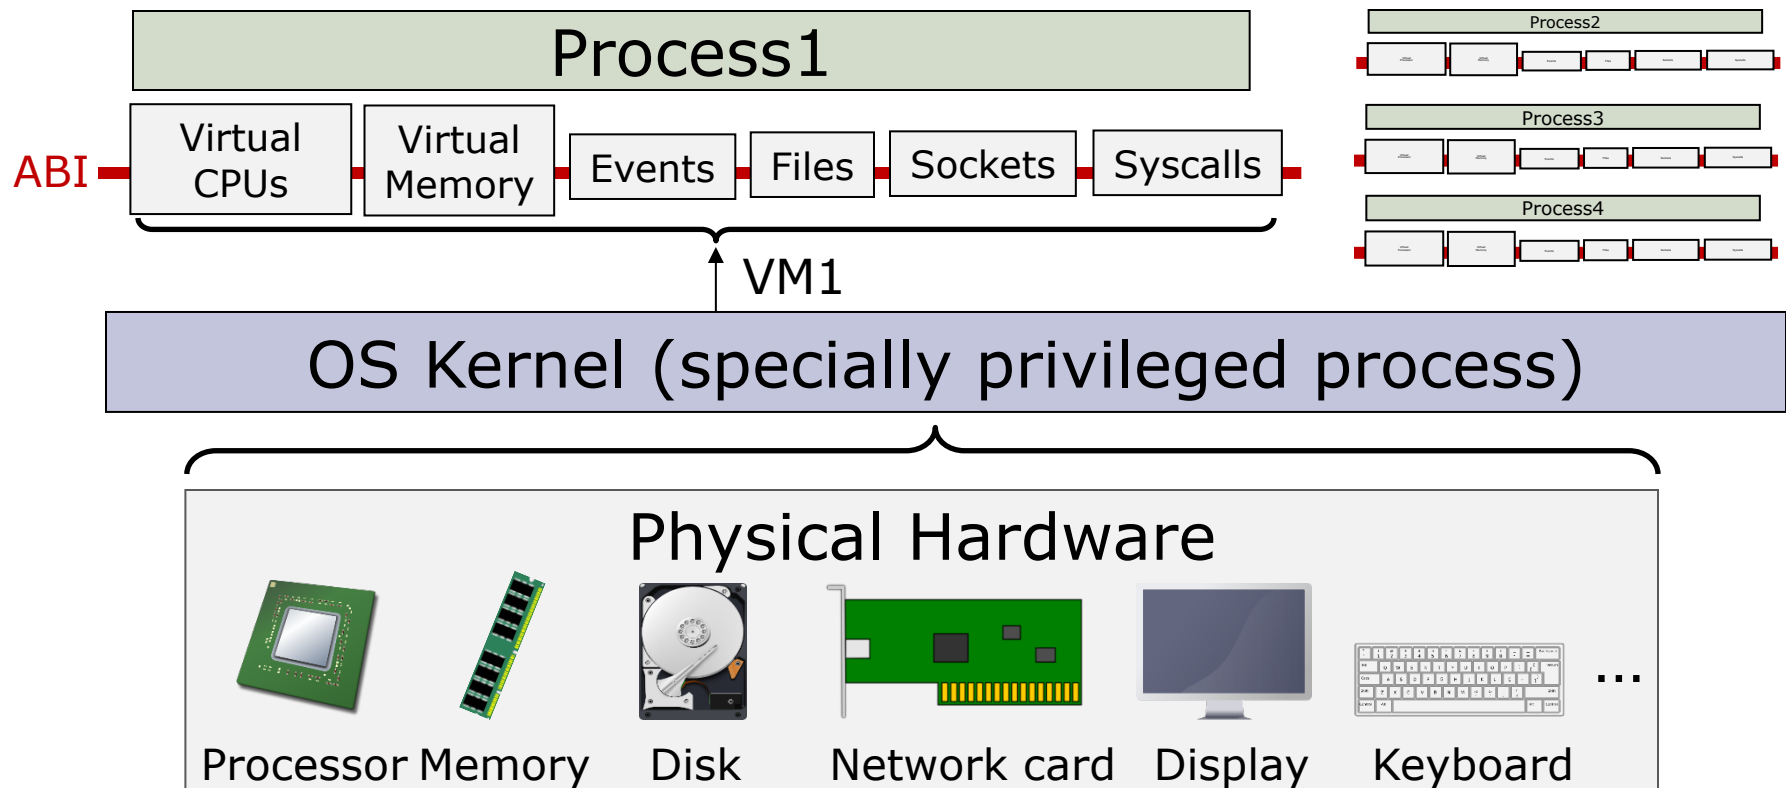 Process1
Virtual
CPUs
Virtual
Memory
Events
Files
Sockets
Syscalls
ABI
VM1
Process2
Process3
Process4
OS Kernel (specially privileged process)
Physical Hardware
Processor
Memory
Disk
Network card
Display
Keyboard
...